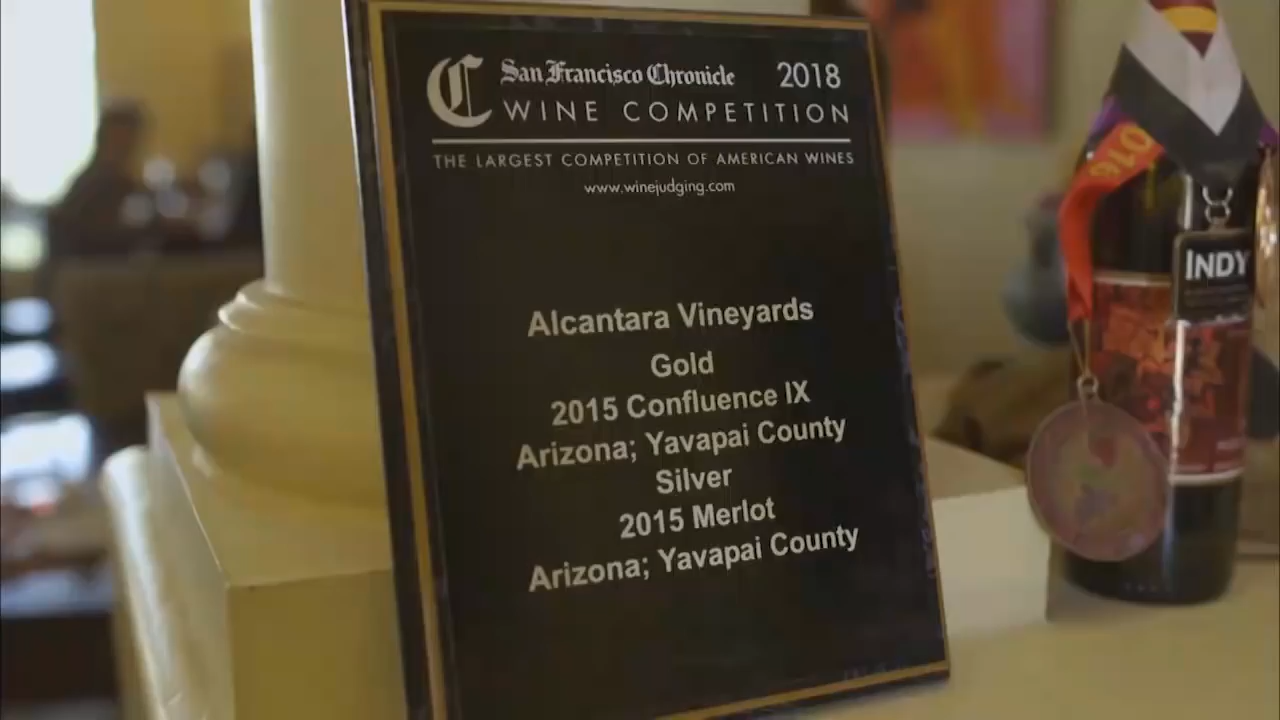 San Francisco Chronicle 2018
WINE COMPETITION
THE LARGEST COMPETITION OF AMERICAN WINES
www.winejudging.com
Alcantara Vineyards
Gold
2015 Confluence IX
Arizona; Yavapai County
Silver
2015 Merlot
Arizona; Yavapai County
INDY